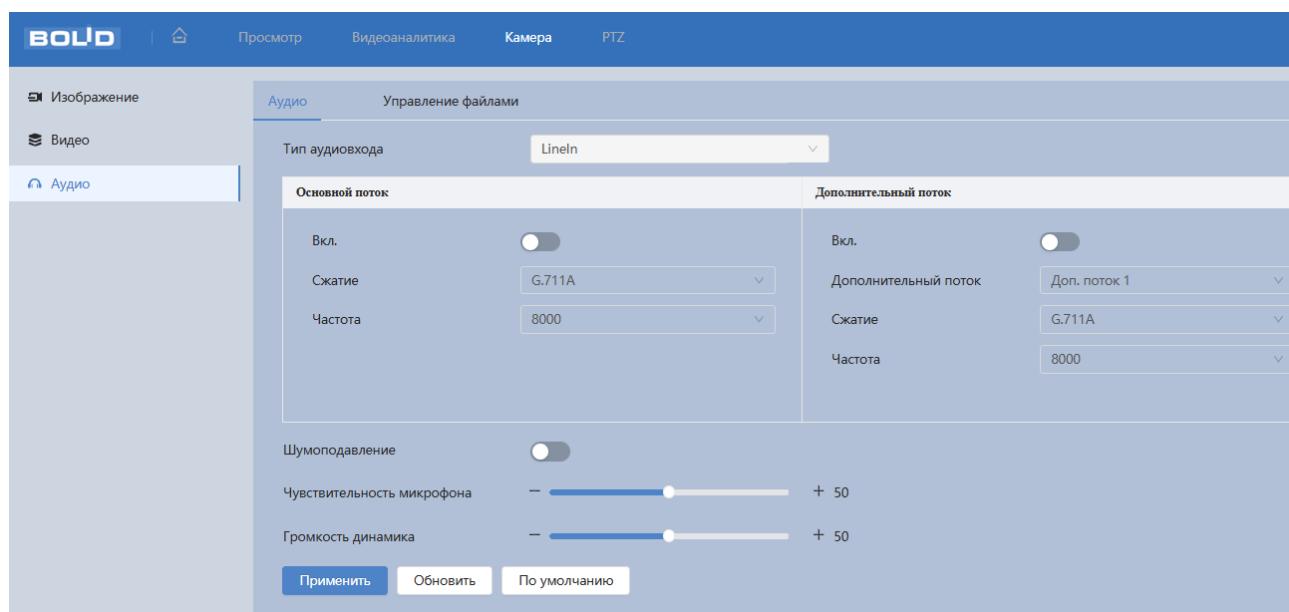 BOLID Просмотр Видеоаналитика Камера PTZ
Изображение
Видео
Аудио
Аудио Управление файлами
Тип аудиовхода LineIn
Основной поток Дополнительный поток
Вкл. Вкл.
Сжатие G.711A Дополнительный поток Доп. поток 1
Частота 8000 Сжатие G.711A
Частота 8000
Шумоподавление
Чувствительность микрофона − + 50
Громкость динамика − + 50
Применить Обновить По умолчанию